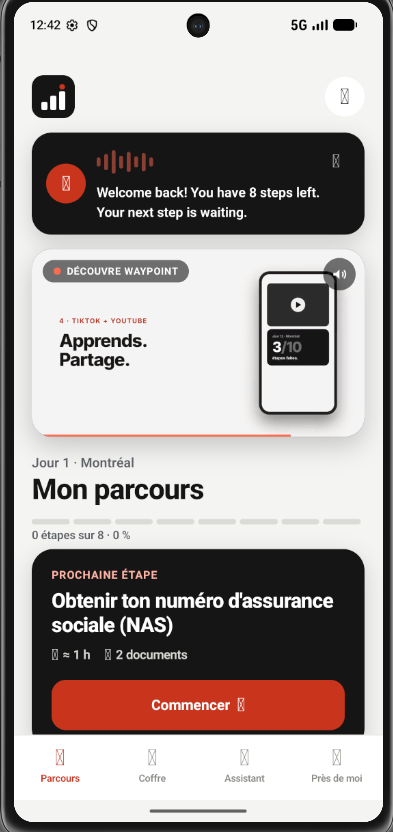 12:42
5G
Welcome back! You have 8 steps left.
Your next step is waiting.
DÉCOUVRE WAYPOINT
4 - TIKTOK + YOUTUBE
Apprends.
Partage.
Jour 1 · Montréal
3/10
étapes faites.
Jour 1 · Montréal
Mon parcours
0 étapes sur 8 · 0 %
PROCHAINE ÉTAPE
Obtenir ton numéro d'assurance
sociale (NAS)
≈ 1 h 2 documents
Commencer
Parcours
Coffre
Assistant
Près de moi